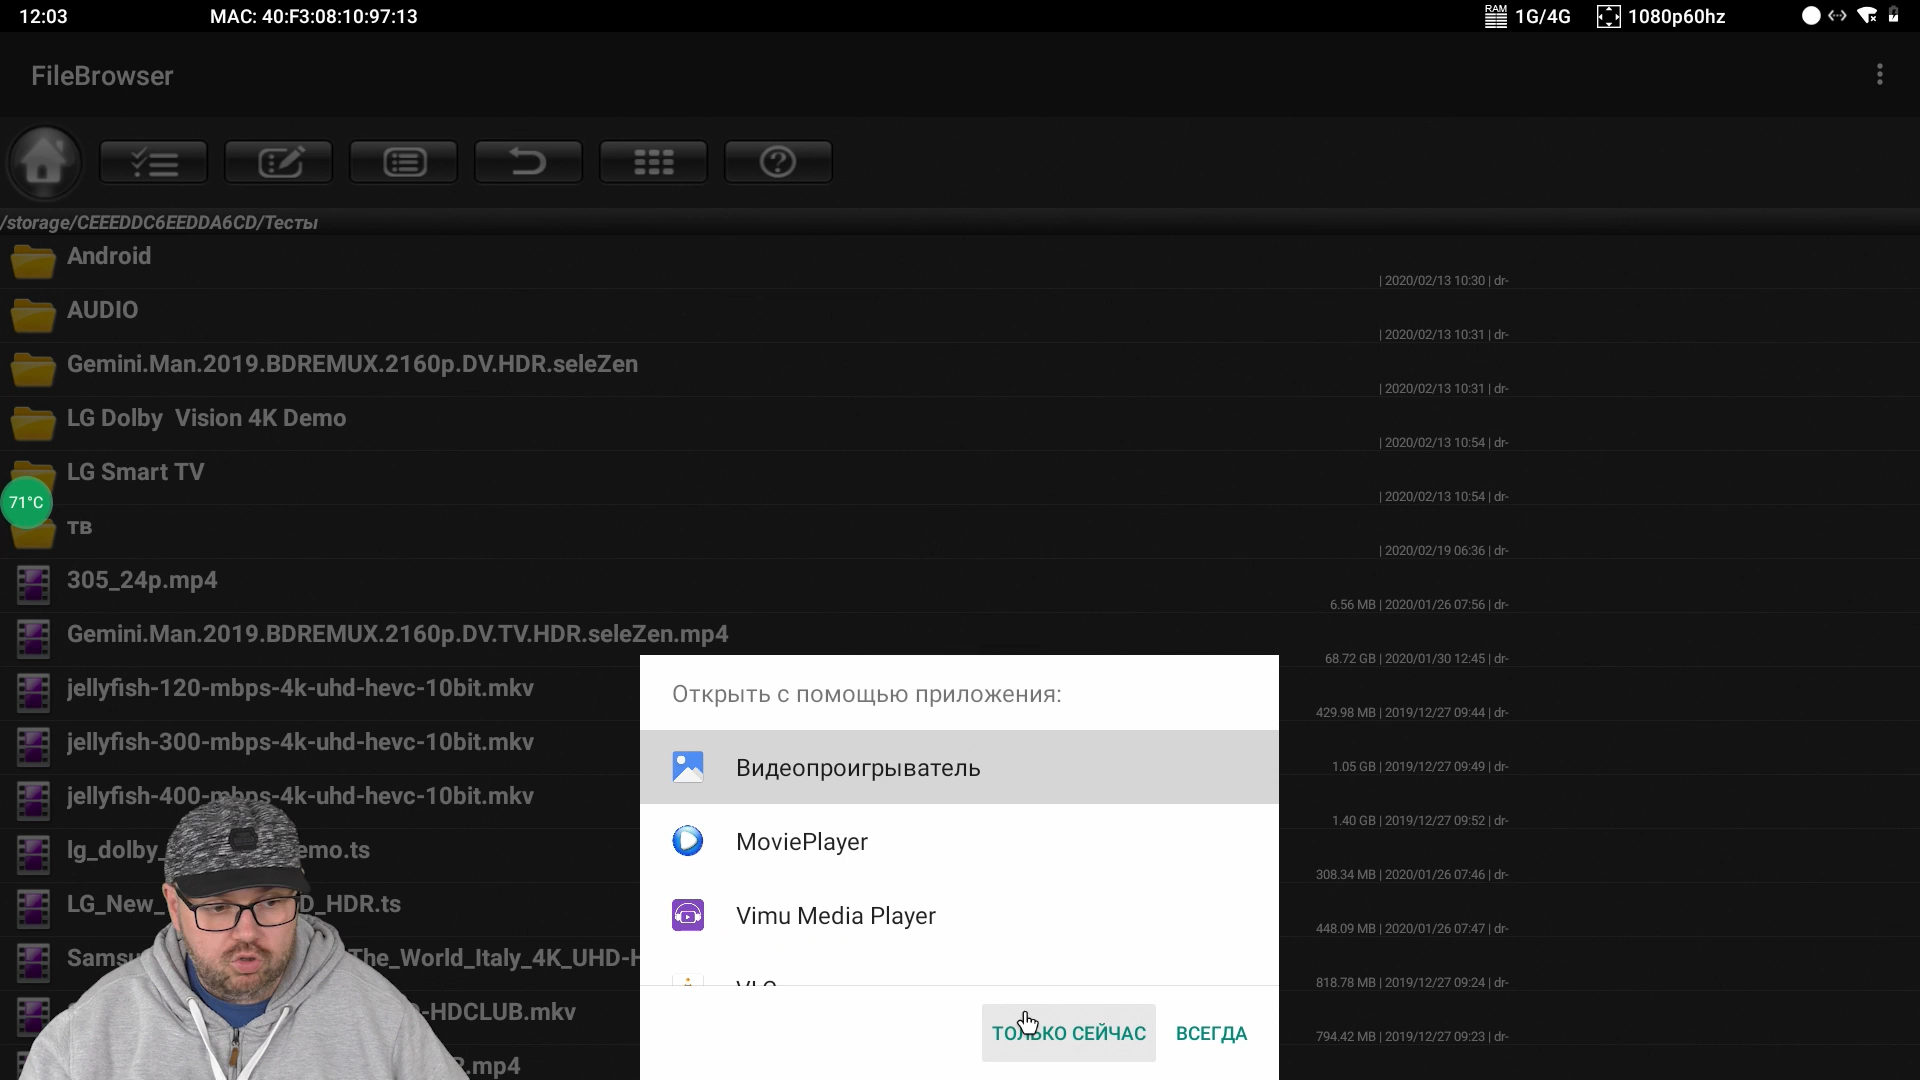 12:03 MAC: 40:F3:08:10:97:13 RAM 1G/4G 1080p60hz
FileBrowser
/storage/CEEEDDC6EEDDA6CD/Тесты
Android
| 2020/02/13 10:30 | dr-
AUDIO
| 2020/02/13 10:31 | dr-
Gemini.Man.2019.BDREMUX.2160p.DV.HDR.seleZen
| 2020/02/13 10:31 | dr-
LG Dolby  Vision 4K Demo
| 2020/02/13 10:54 | dr-
LG Smart TV
| 2020/02/13 10:54 | dr-
71°C
ТВ
| 2020/02/19 06:36 | dr-
305_24p.mp4
6.56 MB | 2020/01/26 07:56 | dr-
Gemini.Man.2019.BDREMUX.2160p.DV.TV.HDR.seleZen.mp4
68.72 GB | 2020/01/30 12:45 | dr-
jellyfish-120-mbps-4k-uhd-hevc-10bit.mkv
429.98 MB | 2019/12/27 09:44 | dr-
jellyfish-300-mbps-4k-uhd-hevc-10bit.mkv
1.05 GB | 2019/12/27 09:49 | dr-
jellyfish-400-mbps-4k-uhd-hevc-10bit.mkv
1.40 GB | 2019/12/27 09:52 | dr-
lg_dolby_ emo.ts
308.34 MB | 2020/01/26 07:46 | dr-
LG_New_ D_HDR.ts
448.09 MB | 2020/01/26 07:47 | dr-
Samsu The_World_Italy_4K_UHD-H
818.78 MB | 2019/12/27 09:24 | dr-
-HDCLUB.mkv
794.42 MB | 2019/12/27 09:23 | dr-
.mp4
Открыть с помощью приложения:
Видеопроигрыватель
MoviePlayer
Vimu Media Player
VLC
ТОЛЬКО СЕЙЧАС ВСЕГДА